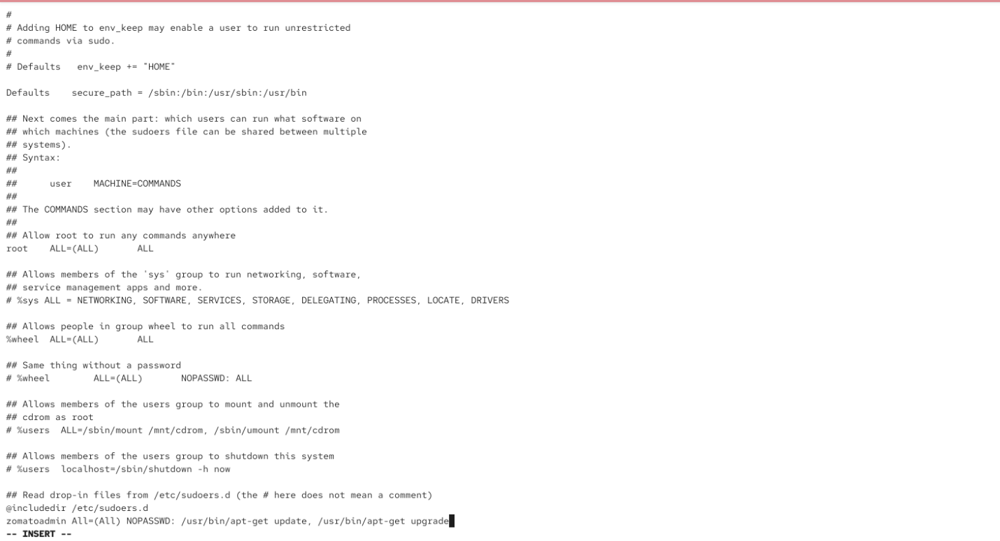 #
# Adding HOME to env_keep may enable a user to run unrestricted
# commands via sudo.
#
# Defaults   env_keep += "HOME"

Defaults    secure_path = /sbin:/bin:/usr/sbin:/usr/bin

## Next comes the main part: which users can run what software on
## which machines (the sudoers file can be shared between multiple
## systems).
## Syntax:
##
##      user    MACHINE=COMMANDS
##
## The COMMANDS section may have other options added to it.
##
## Allow root to run any commands anywhere
root    ALL=(ALL)       ALL

## Allows members of the `sys` group to run networking, software,
## service management apps and more.
# %sys ALL = NETWORKING, SOFTWARE, SERVICES, STORAGE, DELEGATING, PROCESSES, LOCATE, DRIVERS

## Allows people in group wheel to run all commands
%wheel  ALL=(ALL)       ALL

## Same thing without a password
# %wheel        ALL=(ALL)       NOPASSWD: ALL

## Allows members of the users group to mount and unmount the
## cdrom as root
# %users  ALL=/sbin/mount /mnt/cdrom, /sbin/umount /mnt/cdrom

## Allows members of the users group to shutdown this system
# %users  localhost=/sbin/shutdown -h now

## Read drop-in files from /etc/sudoers.d (the # here does not mean a comment)
@includedir /etc/sudoers.d
zomatoadmin All=(All) NOPASSWD: /usr/bin/apt-get update, /usr/bin/apt-get upgrade
-- INSERT --